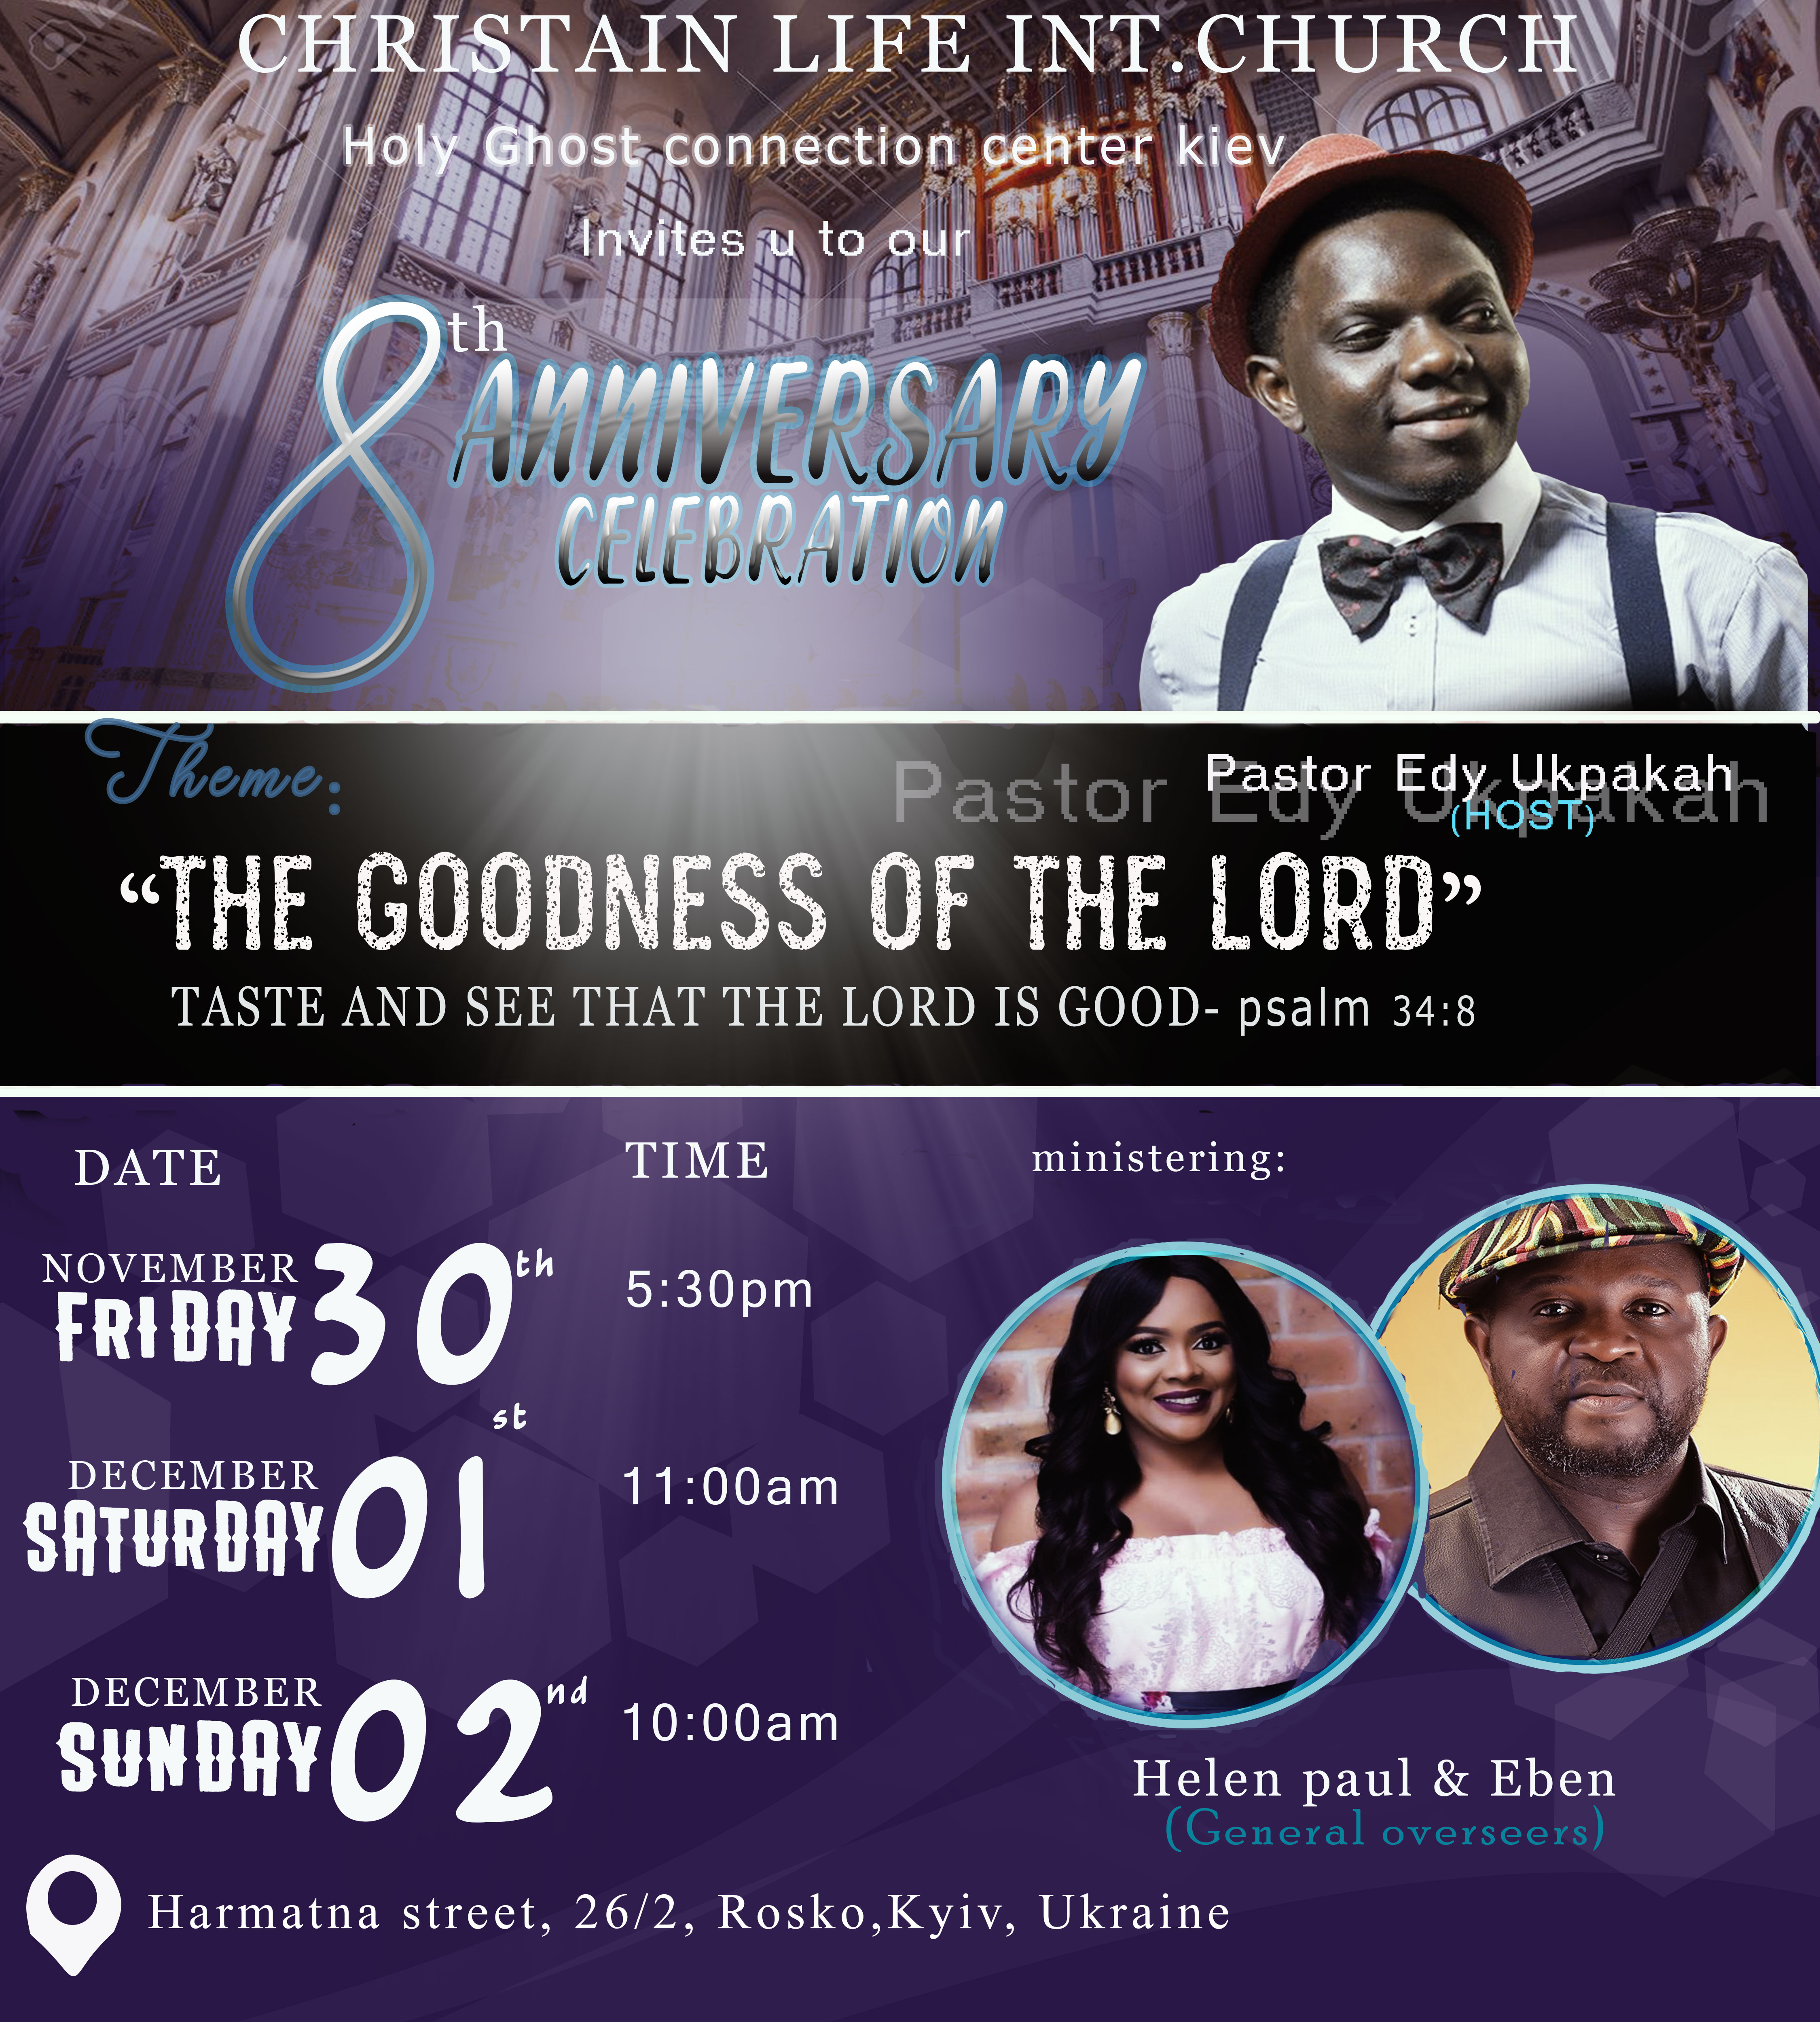 CHRISTAIN LIFE INT.CHURCH
Holy Ghost connection center kiev
Invites u to our
8th ANNIVERSARY
CELEBRATION
Theme:
Pastor Edy Ukpakah
Pastor Edy Ukpakah
(HOST)
“THE GOODNESS OF THE LORD”
TASTE AND SEE THAT THE LORD IS GOOD- psalm 34:8
DATE TIME ministering:
NOVEMBER
FRIDAY 30th 5:30pm
DECEMBER
SATURDAY 01st 11:00am
DECEMBER
SUNDAY 02nd 10:00am
Helen paul & Eben
(General overseers)
Harmatna street, 26/2, Rosko,Kyiv, Ukraine